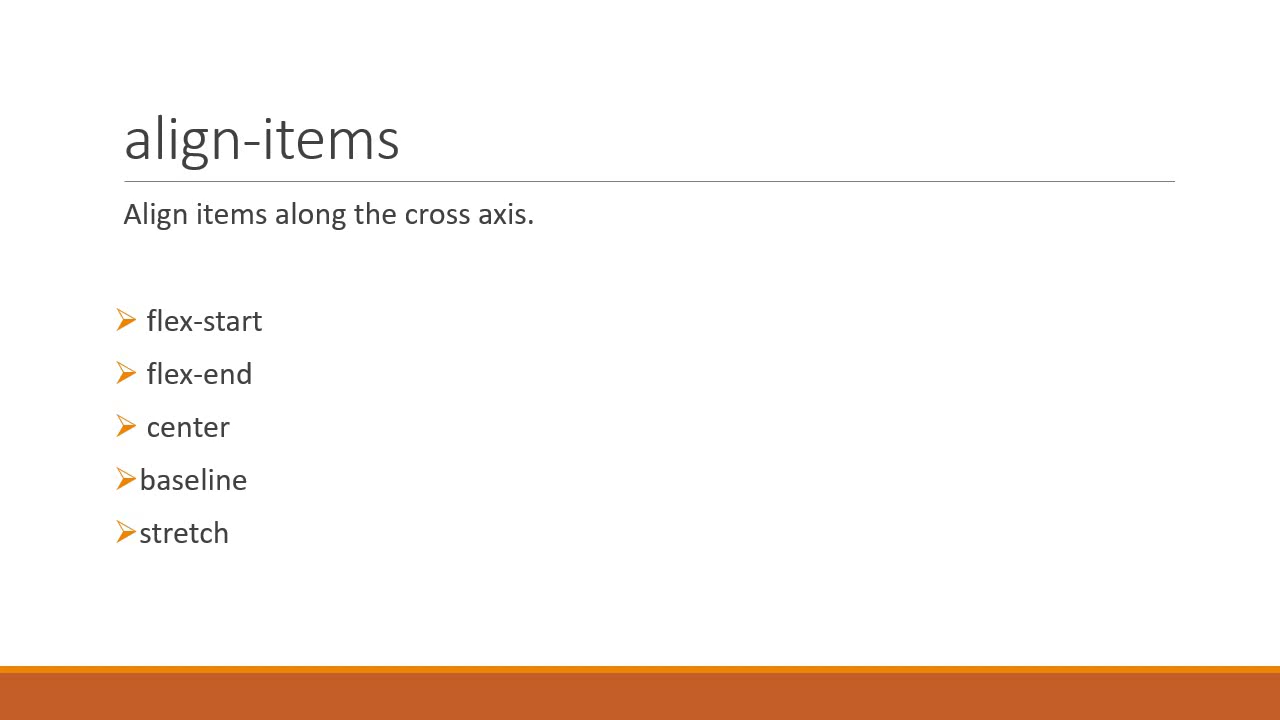 align-items
Align items along the cross axis.
flex-start
flex-end
center
baseline
stretch